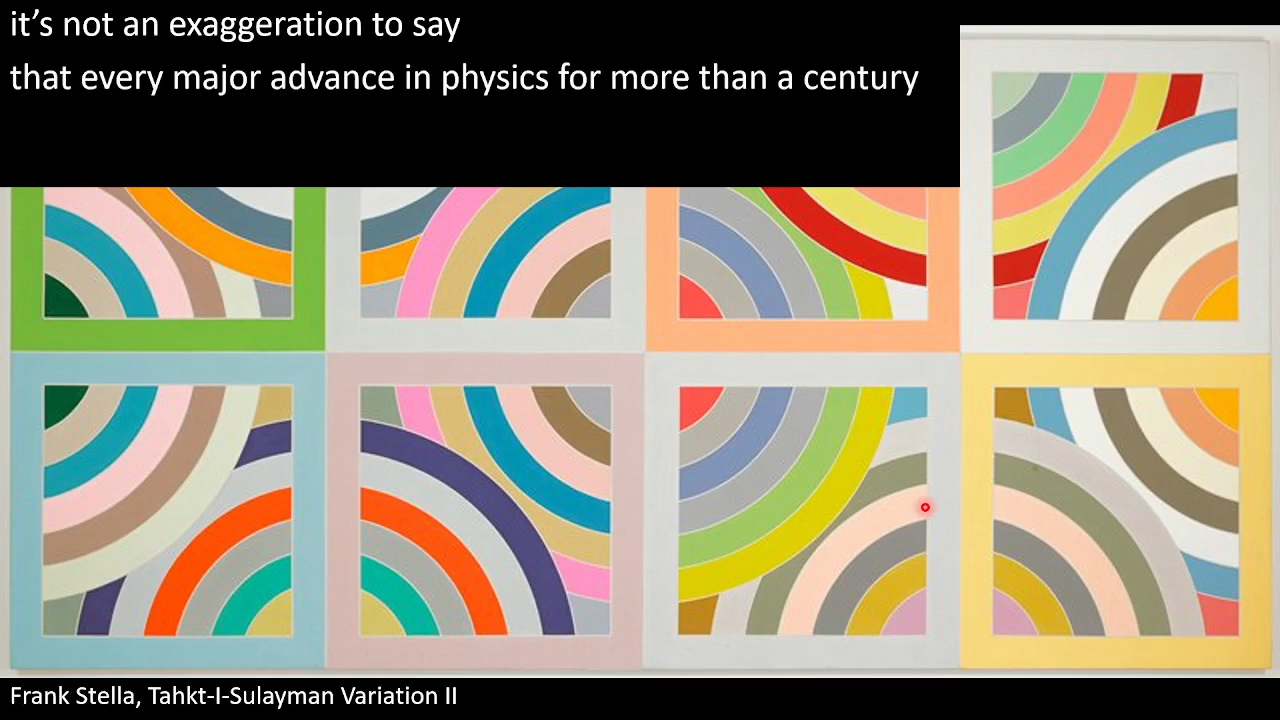 it’s not an exaggeration to say
that every major advance in physics for more than a century
Frank Stella, Tahkt-I-Sulayman Variation II